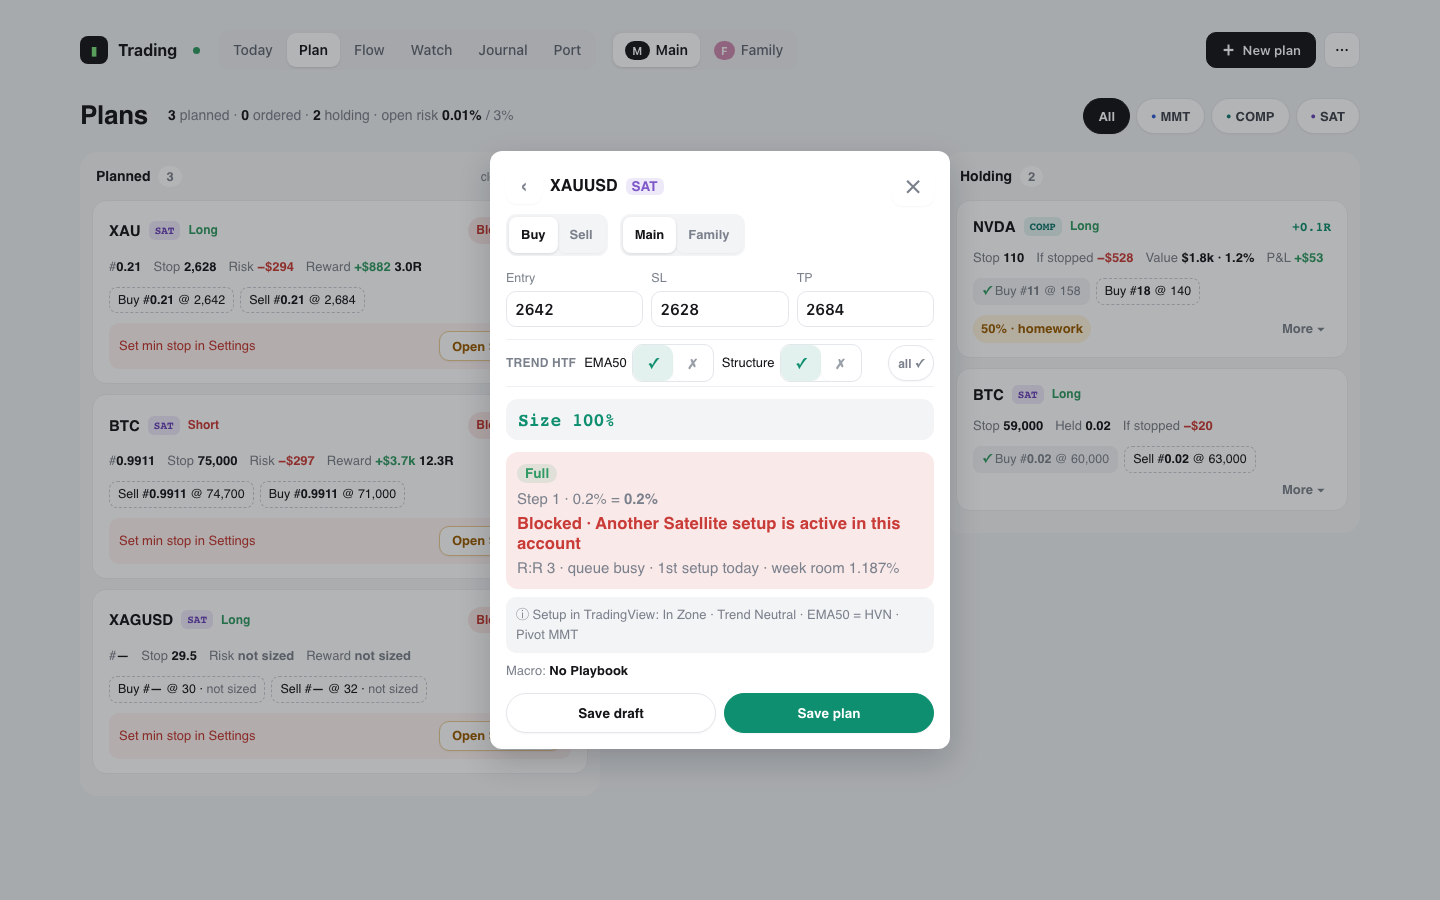 Trading
Today Plan Flow Watch Journal Port
M Main F Family
+ New plan
···
Plans 3 planned · 0 ordered · 2 holding · open risk 0.01% / 3%
All • MMT • COMP • SAT
Planned 3
XAU SAT Long
#0.21 Stop 2,628 Risk –$294 Reward +$882 3.0R
Buy #0.21 @ 2,642 Sell #0.21 @ 2,684
Set min stop in Settings Open
BTC SAT Short
#0.9911 Stop 75,000 Risk –$297 Reward +$3.7k 12.3R
Sell #0.9911 @ 74,700 Buy #0.9911 @ 71,000
Set min stop in Settings Open
XAGUSD SAT Long
#— Stop 29.5 Risk not sized Reward not sized
Buy #— @ 30 · not sized Sell #— @ 32 · not sized
Set min stop in Settings Open
‹ XAUUSD SAT ✕
Buy Sell Main Family
Entry SL TP
2642 2628 2684
TREND HTF EMA50 ✓ ✗ Structure ✓ ✗ all ✓
Size 100%
Full
Step 1 · 0.2% = 0.2%
Blocked · Another Satellite setup is active in this
account
R:R 3 · queue busy · 1st setup today · week room 1.187%
ⓘ Setup in TradingView: In Zone · Trend Neutral · EMA50 = HVN ·
Pivot MMT
Macro: No Playbook
Save draft Save plan
Holding 2
NVDA COMP Long +0.1R
Stop 110 If stopped –$528 Value $1.8k · 1.2% P&L +$53
✓ Buy #11 @ 158 Buy #18 @ 140
50% · homework More
BTC SAT Long
Stop 59,000 Held 0.02 If stopped –$20
✓ Buy #0.02 @ 60,000 Sell #0.02 @ 63,000
More